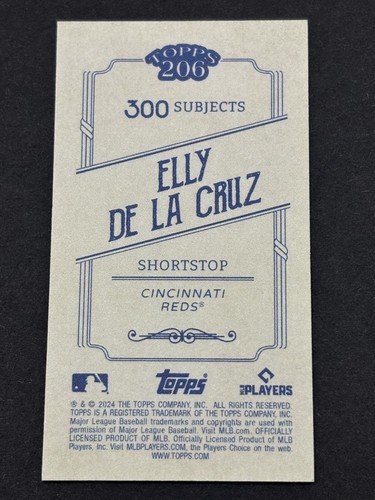 TOPPS
206
300 SUBJECTS
ELLY
DE LA CRUZ
SHORTSTOP
CINCINNATI
REDS®
Topps
MLB PLAYERS
® & © 2024 THE TOPPS COMPANY, INC. ALL RIGHTS RESERVED.
TOPPS IS A REGISTERED TRADEMARK OF THE TOPPS COMPANY, INC.
Major League Baseball trademarks and copyrights are used with
permission of Major League Baseball. Visit MLB.com. OFFICIALLY
LICENSED PRODUCT OF MLB. Officially Licensed Product of MLB
Players, Inc. Visit MLBPLAYERS.com, the Players Choice on the web.
WWW.TOPPS.COM